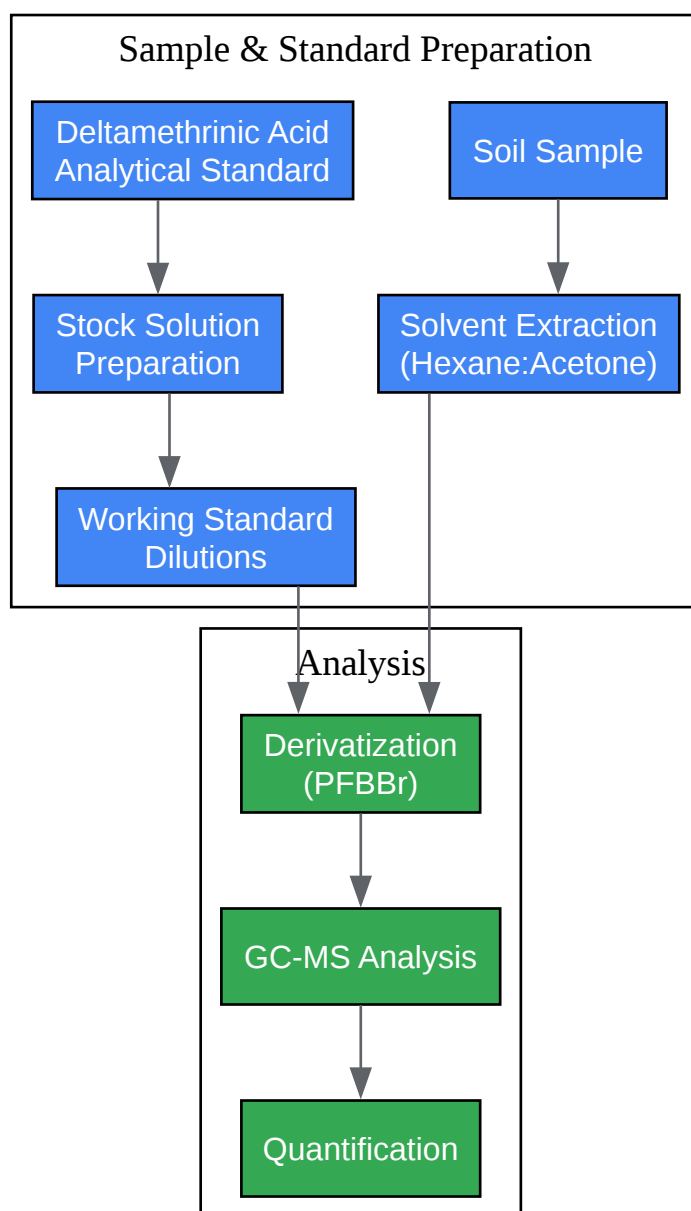 Sample & Standard Preparation
Deltamethrinic Acid
Analytical Standard
Soil Sample
Stock Solution
Preparation
Solvent Extraction
(Hexane:Acetone)
Working Standard
Dilutions
Analysis
Derivatization
(PFBBr)
GC-MS Analysis
Quantification